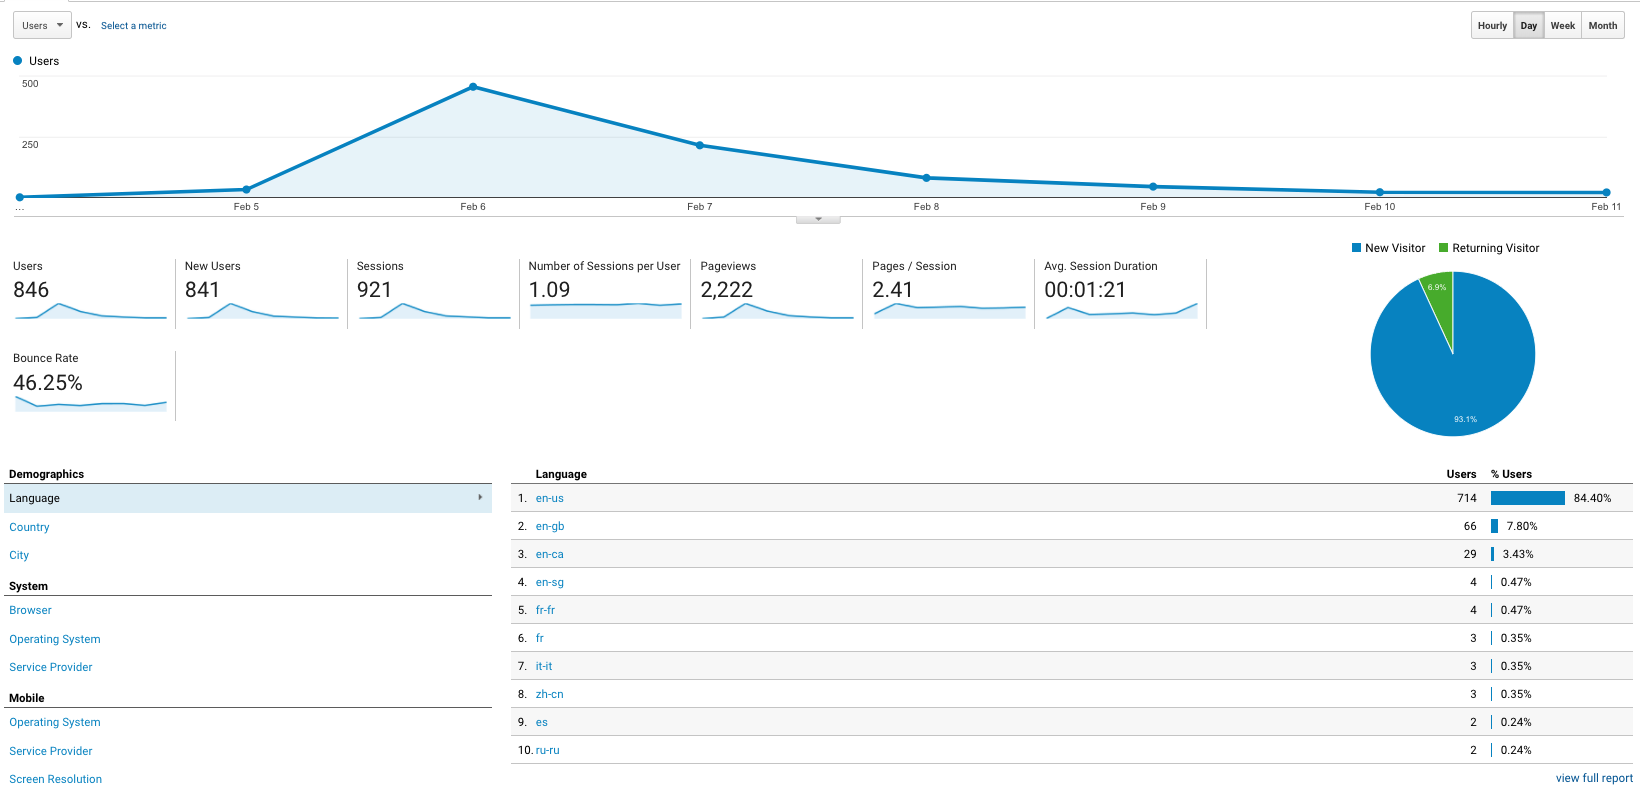 Users vs. Select a metric Hourly Day Week Month
Users
500
250
... Feb 5 Feb 6 Feb 7 Feb 8 Feb 9 Feb 10 Feb 11
New Visitor Returning Visitor
Users New Users Sessions Number of Sessions per User Pageviews Pages / Session Avg. Session Duration
846 841 921 1.09 2,222 2.41 00:01:21
6.9%
93.1%
Bounce Rate
46.25%
Demographics
Language
Country
City
System
Browser
Operating System
Service Provider
Mobile
Operating System
Service Provider
Screen Resolution
Language Users % Users
1. en-us 714 84.40%
2. en-gb 66 7.80%
3. en-ca 29 3.43%
4. en-sg 4 0.47%
5. fr-fr 4 0.47%
6. fr 3 0.35%
7. it-it 3 0.35%
8. zh-cn 3 0.35%
9. es 2 0.24%
10. ru-ru 2 0.24%
view full report